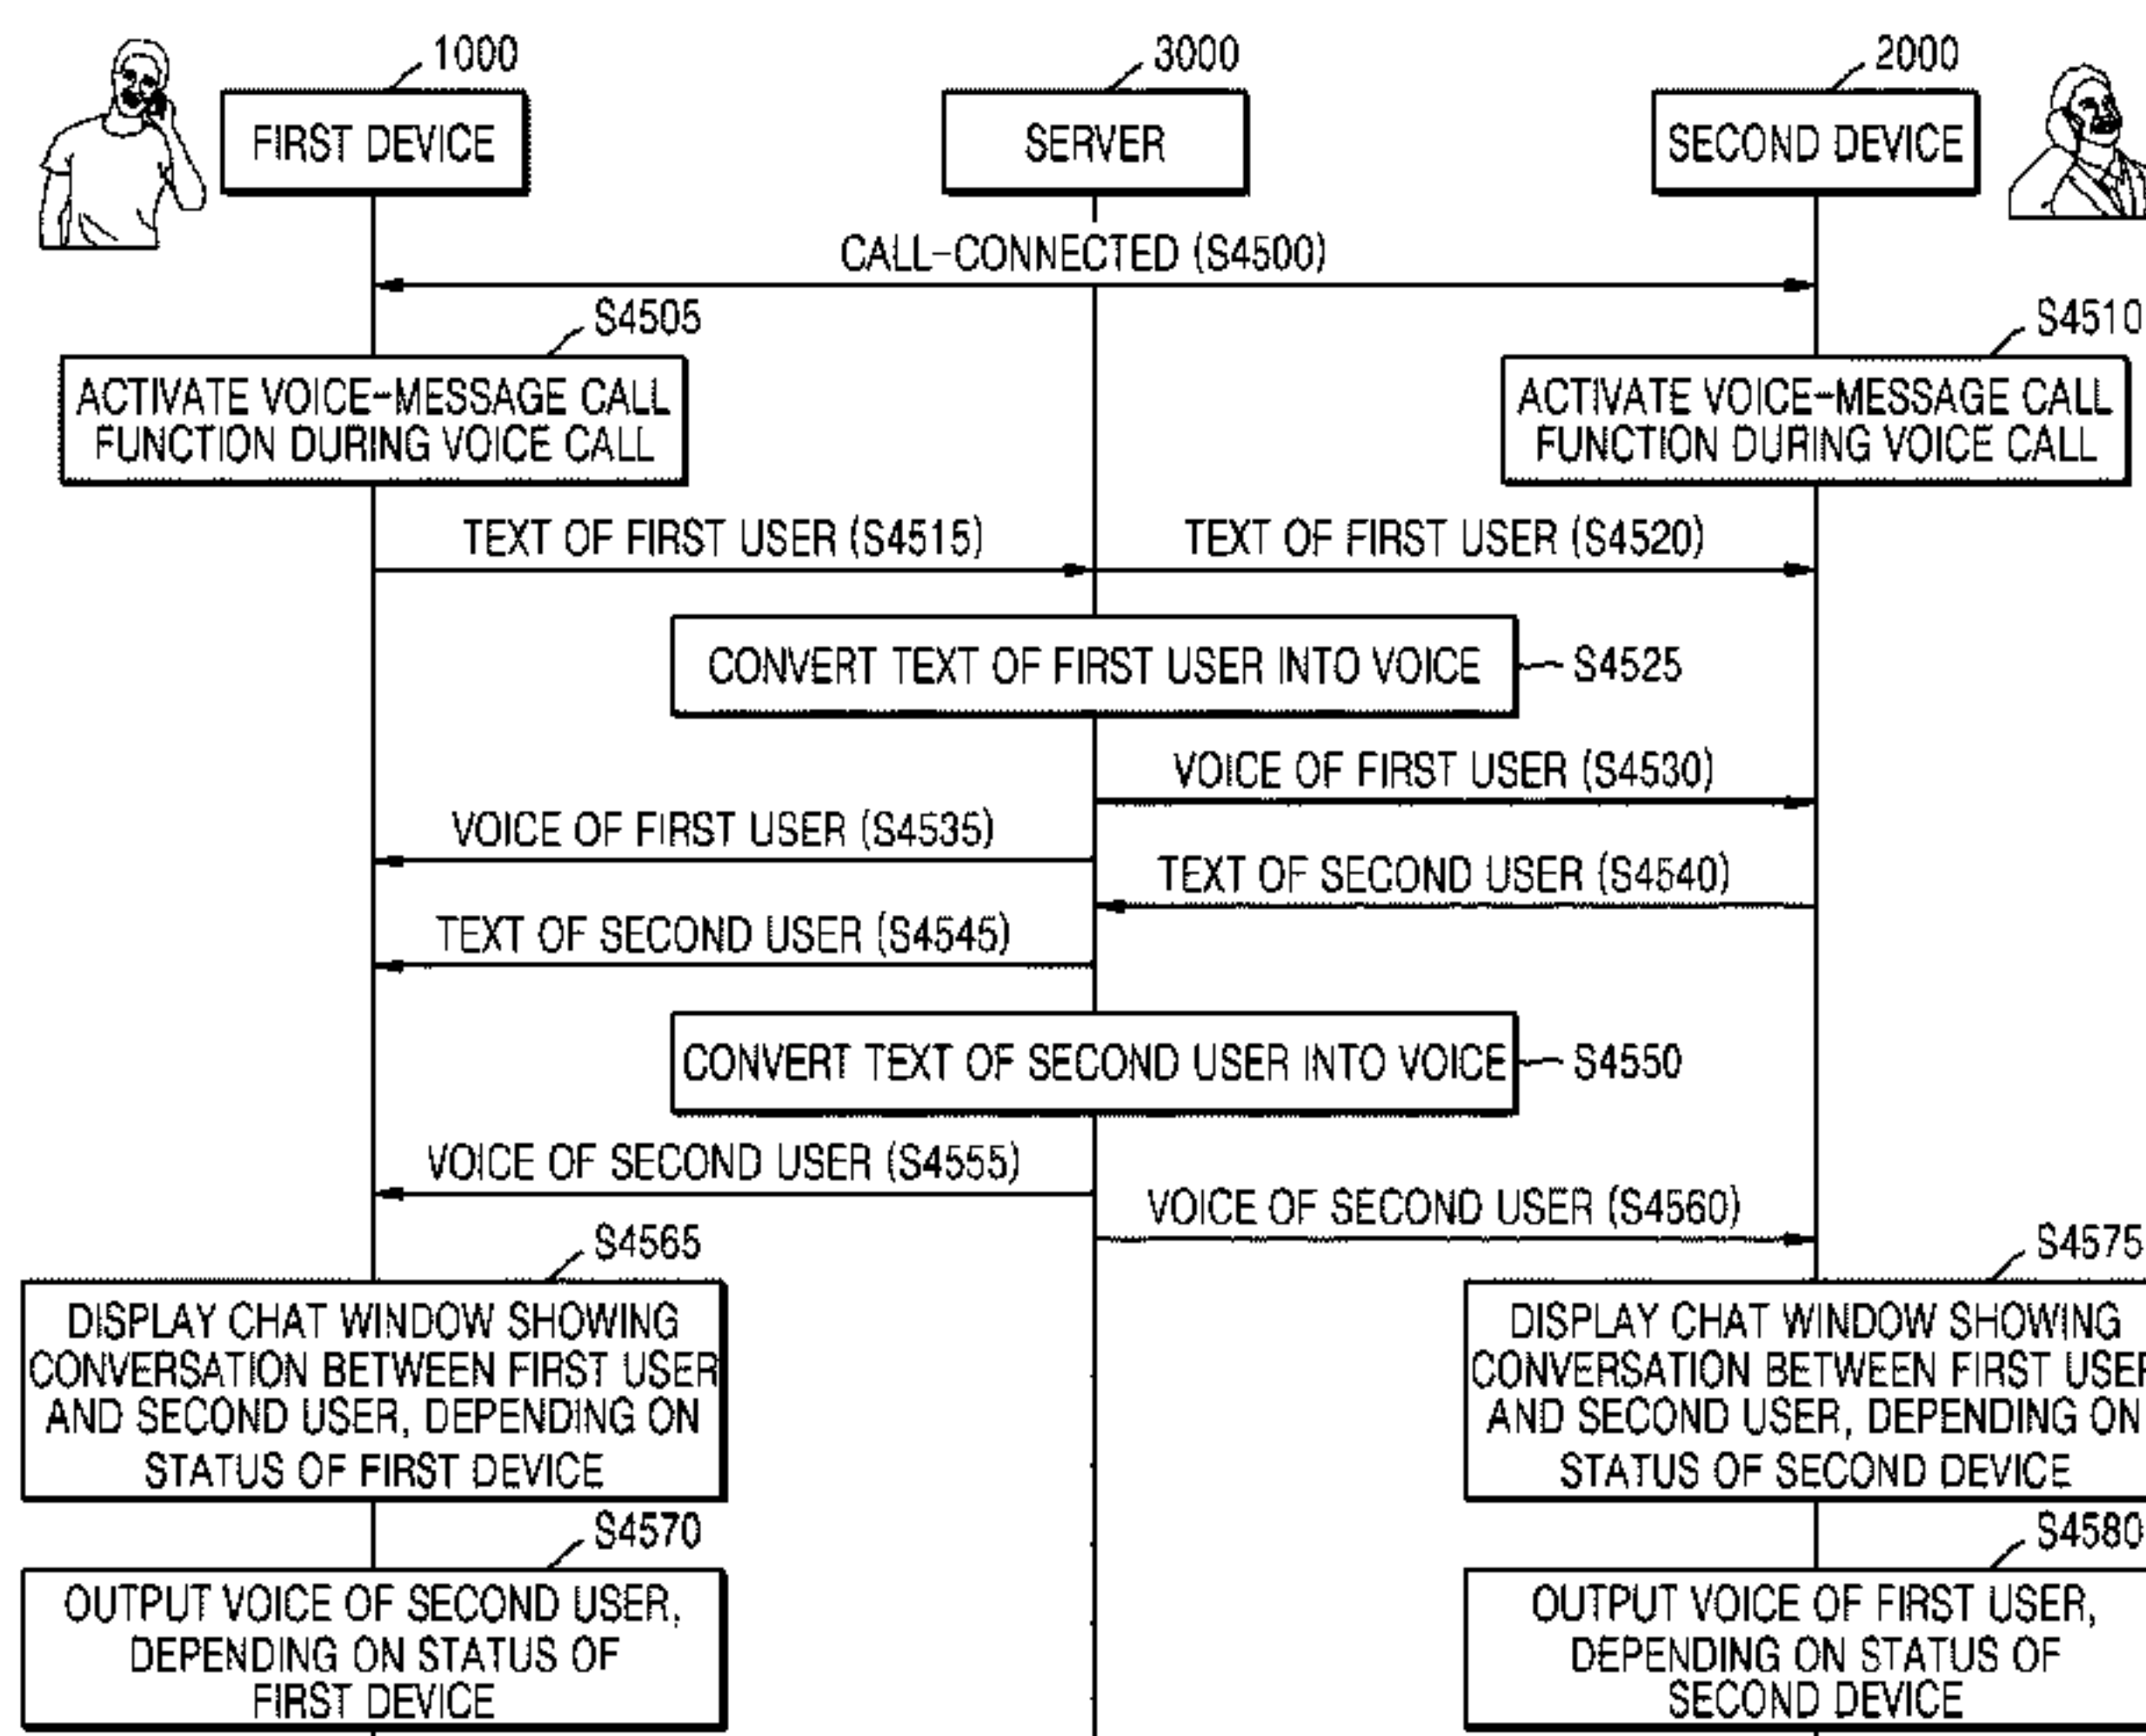 1000
3000
2000
FIRST DEVICE
SERVER
SECOND DEVICE
CALL-CONNECTED (S4500)
S4505
S4510
ACTIVATE VOICE-MESSAGE CALL
FUNCTION DURING VOICE CALL
ACTIVATE VOICE-MESSAGE CALL
FUNCTION DURING VOICE CALL
TEXT OF FIRST USER (S4515)
TEXT OF FIRST USER (S4520)
CONVERT TEXT OF FIRST USER INTO VOICE
S4525
VOICE OF FIRST USER (S4530)
VOICE OF FIRST USER (S4535)
TEXT OF SECOND USER (S4540)
TEXT OF SECOND USER (S4545)
CONVERT TEXT OF SECOND USER INTO VOICE
S4550
VOICE OF SECOND USER (S4555)
VOICE OF SECOND USER (S4560)
S4565
S4575
DISPLAY CHAT WINDOW SHOWING
CONVERSATION BETWEEN FIRST USER
AND SECOND USER, DEPENDING ON
STATUS OF FIRST DEVICE
DISPLAY CHAT WINDOW SHOWING
CONVERSATION BETWEEN FIRST USER
AND SECOND USER, DEPENDING ON
STATUS OF SECOND DEVICE
S4570
S4580
OUTPUT VOICE OF SECOND USER,
DEPENDING ON STATUS OF
FIRST DEVICE
OUTPUT VOICE OF FIRST USER,
DEPENDING ON STATUS OF
SECOND DEVICE